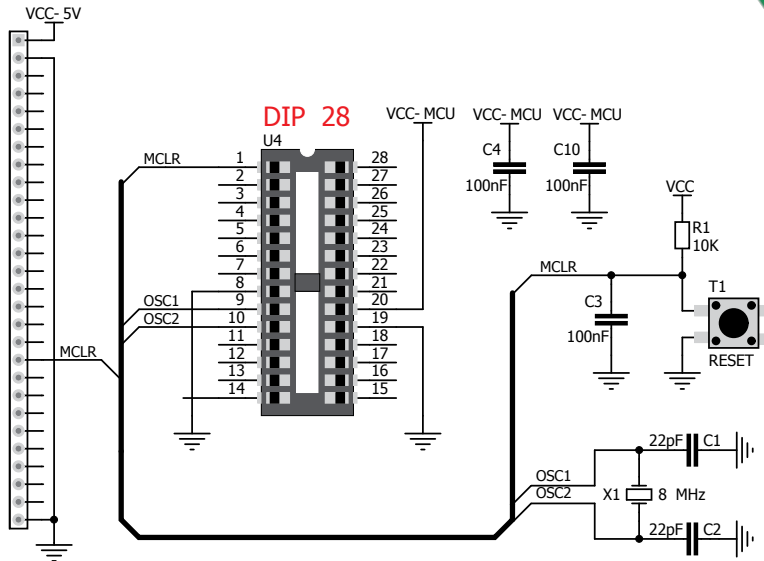 VCC- 5V
DIP 28
U4
VCC- MCU
VCC- MCU
VCC- MCU
C4
100nF
C10
100nF
VCC
R1
10K
MCLR
1
2
3
4
5
6
7
8
9
10
11
12
13
14
28
27
26
25
24
23
22
21
20
19
18
17
16
15
OSC1
OSC2
MCLR
MCLR
C3
100nF
T1
RESET
22pF C1
OSC1
OSC2
X1 8 MHz
22pF C2